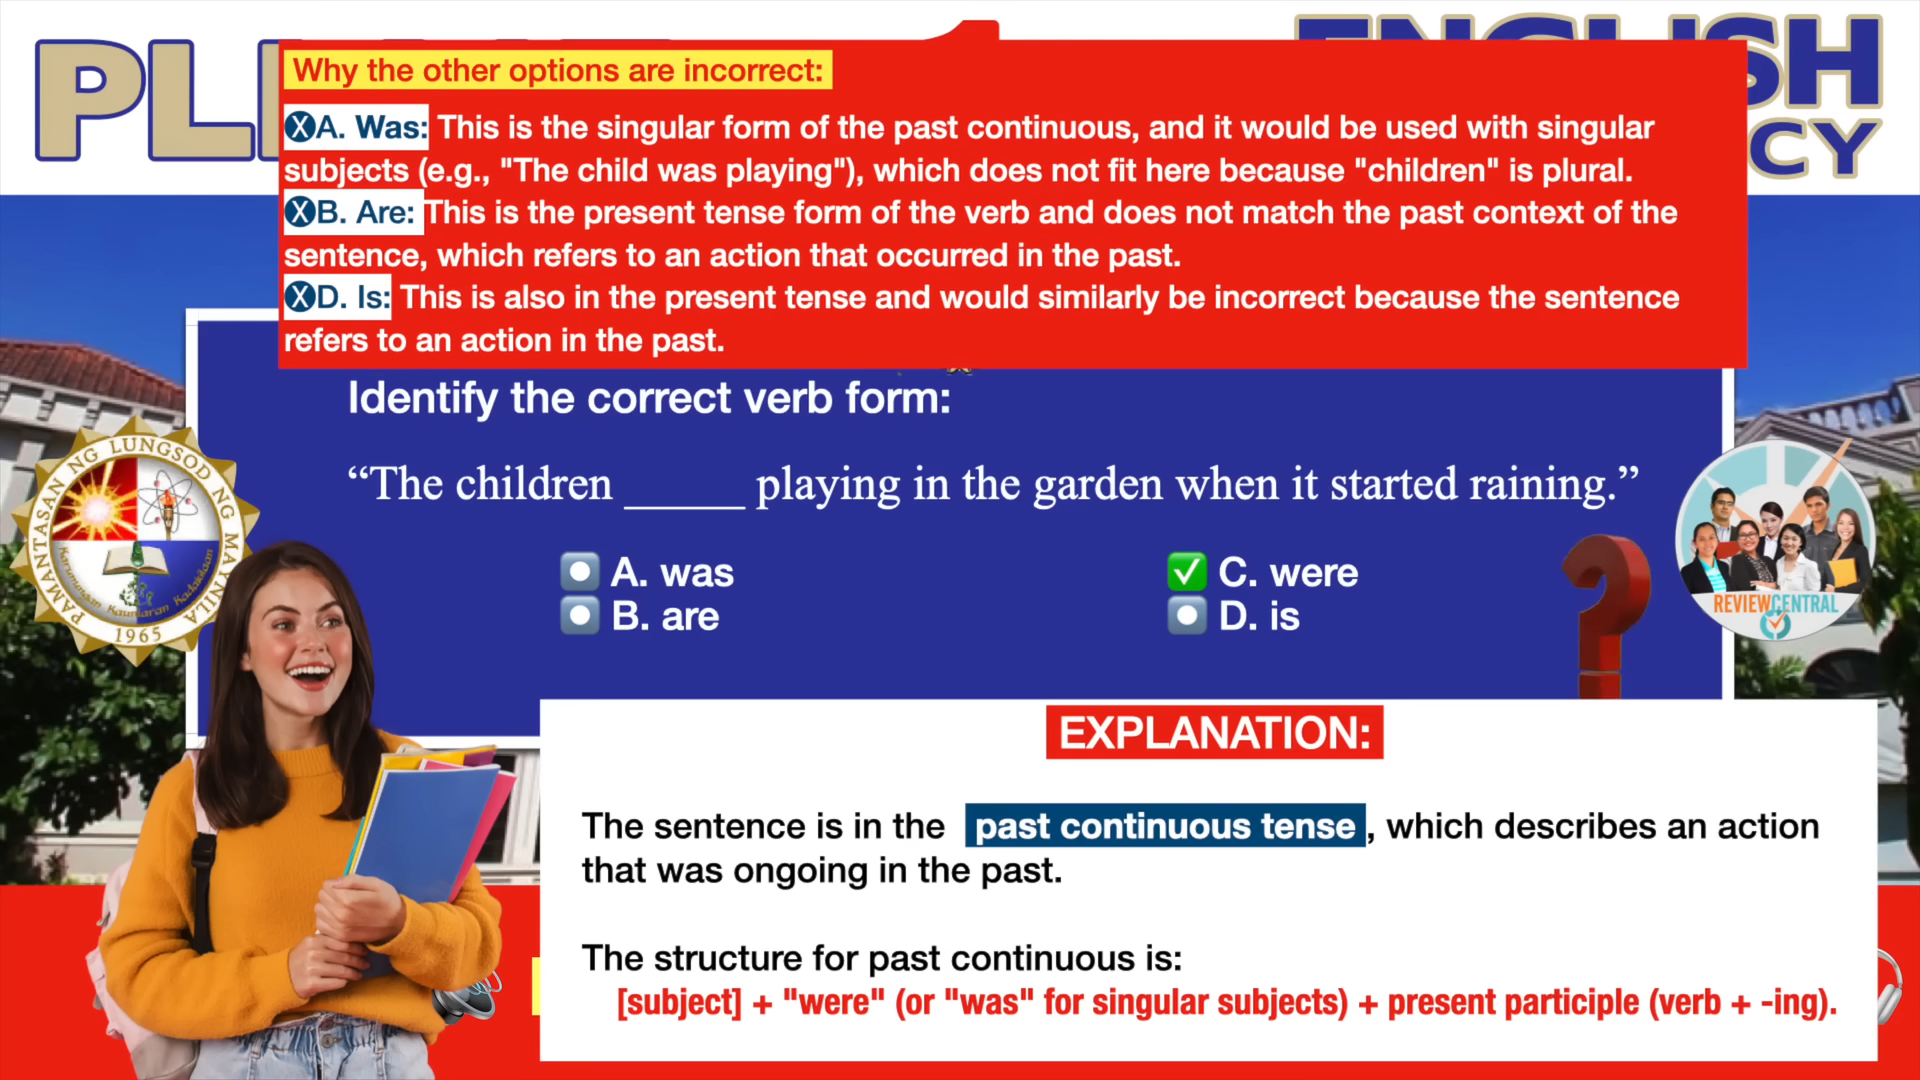 ENGLISH
CY
Why the other options are incorrect:
ⓧA. Was: This is the singular form of the past continuous, and it would be used with singular
subjects (e.g., "The child was playing"), which does not fit here because "children" is plural.
ⓧB. Are: This is the present tense form of the verb and does not match the past context of the
sentence, which refers to an action that occurred in the past.
ⓧD. Is: This is also in the present tense and would similarly be incorrect because the sentence
refers to an action in the past.
Identify the correct verb form:
“The children _____ playing in the garden when it started raining.”
A. was
B. are
C. were
D. is
PAMANTASAN NG LUNGSOD NG MAYNILA
Karunungan Kaunlaran Kadakilaan
1965
REVIEWCENTRAL
EXPLANATION:
The sentence is in the past continuous tense, which describes an action
that was ongoing in the past.
The structure for past continuous is:
[subject] + "were" (or "was" for singular subjects) + present participle (verb + -ing).